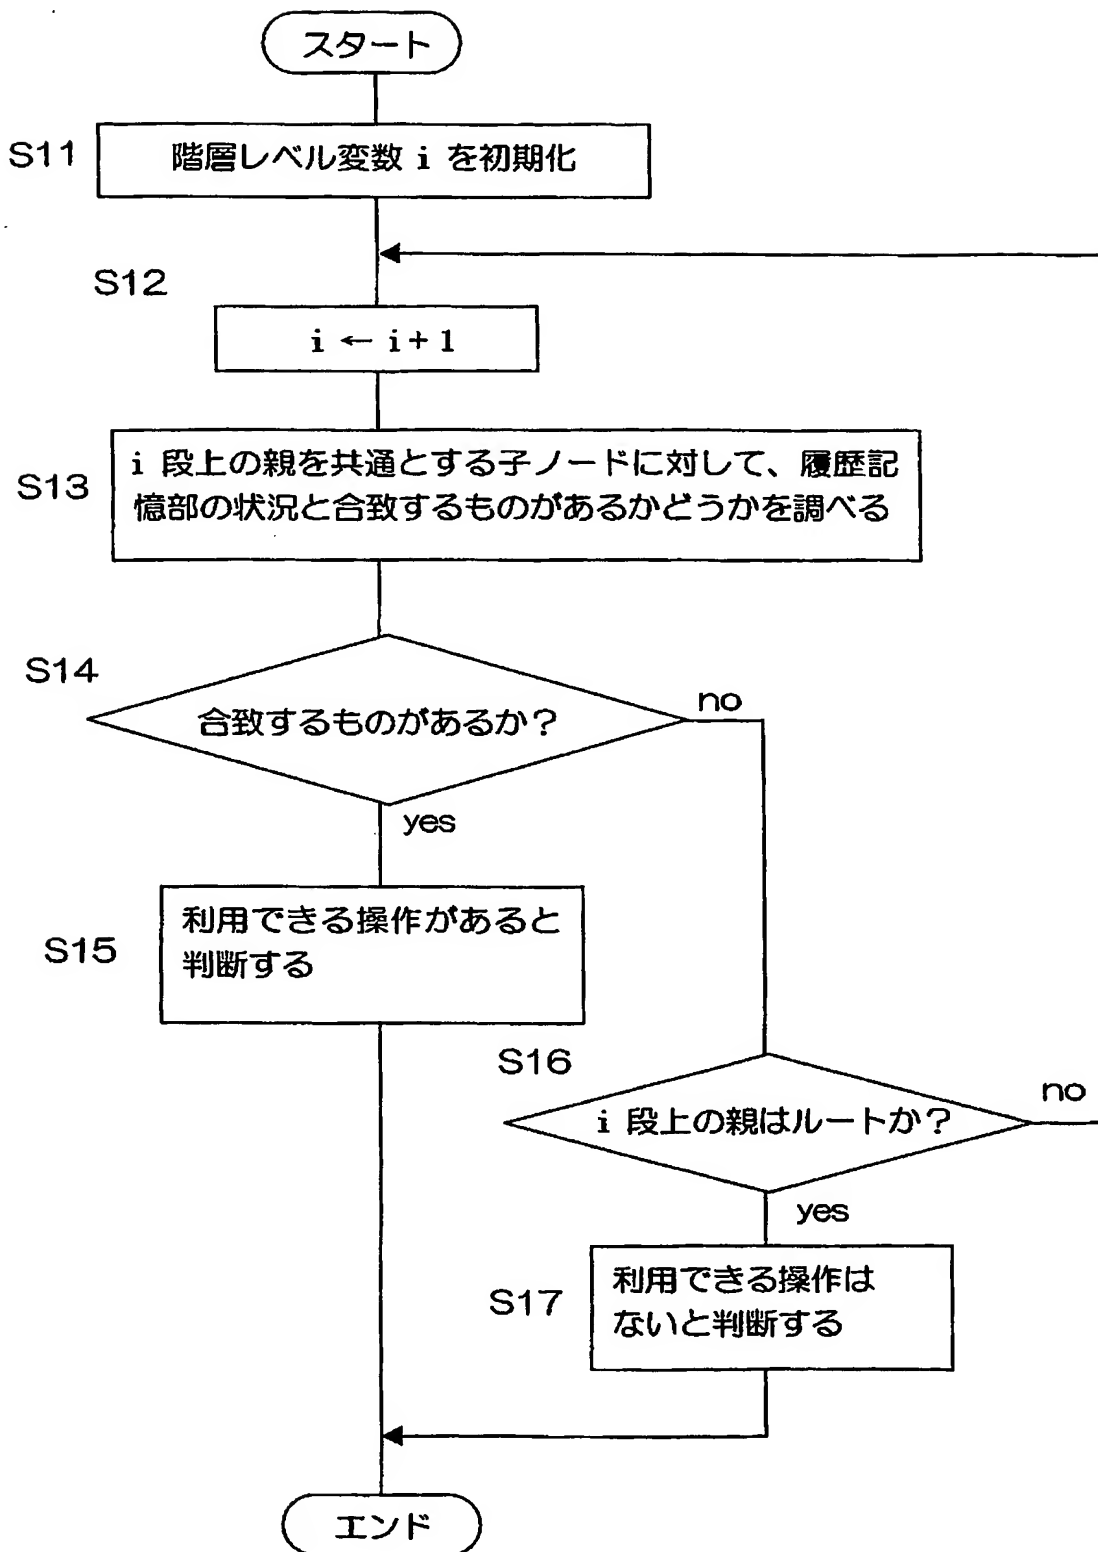 スタート
S11
階層レベル変数 i を初期化
S12
i ← i+1
S13
i 段上の親を共通とする子ノードに対して、履歴記
憶部の状況と合致するものがあるかどうかを調べる
S14
合致するものがあるか？
no
yes
S15
利用できる操作があると
判断する
S16
i 段上の親はルートか？
no
yes
S17
利用できる操作は
ないと判断する
エンド